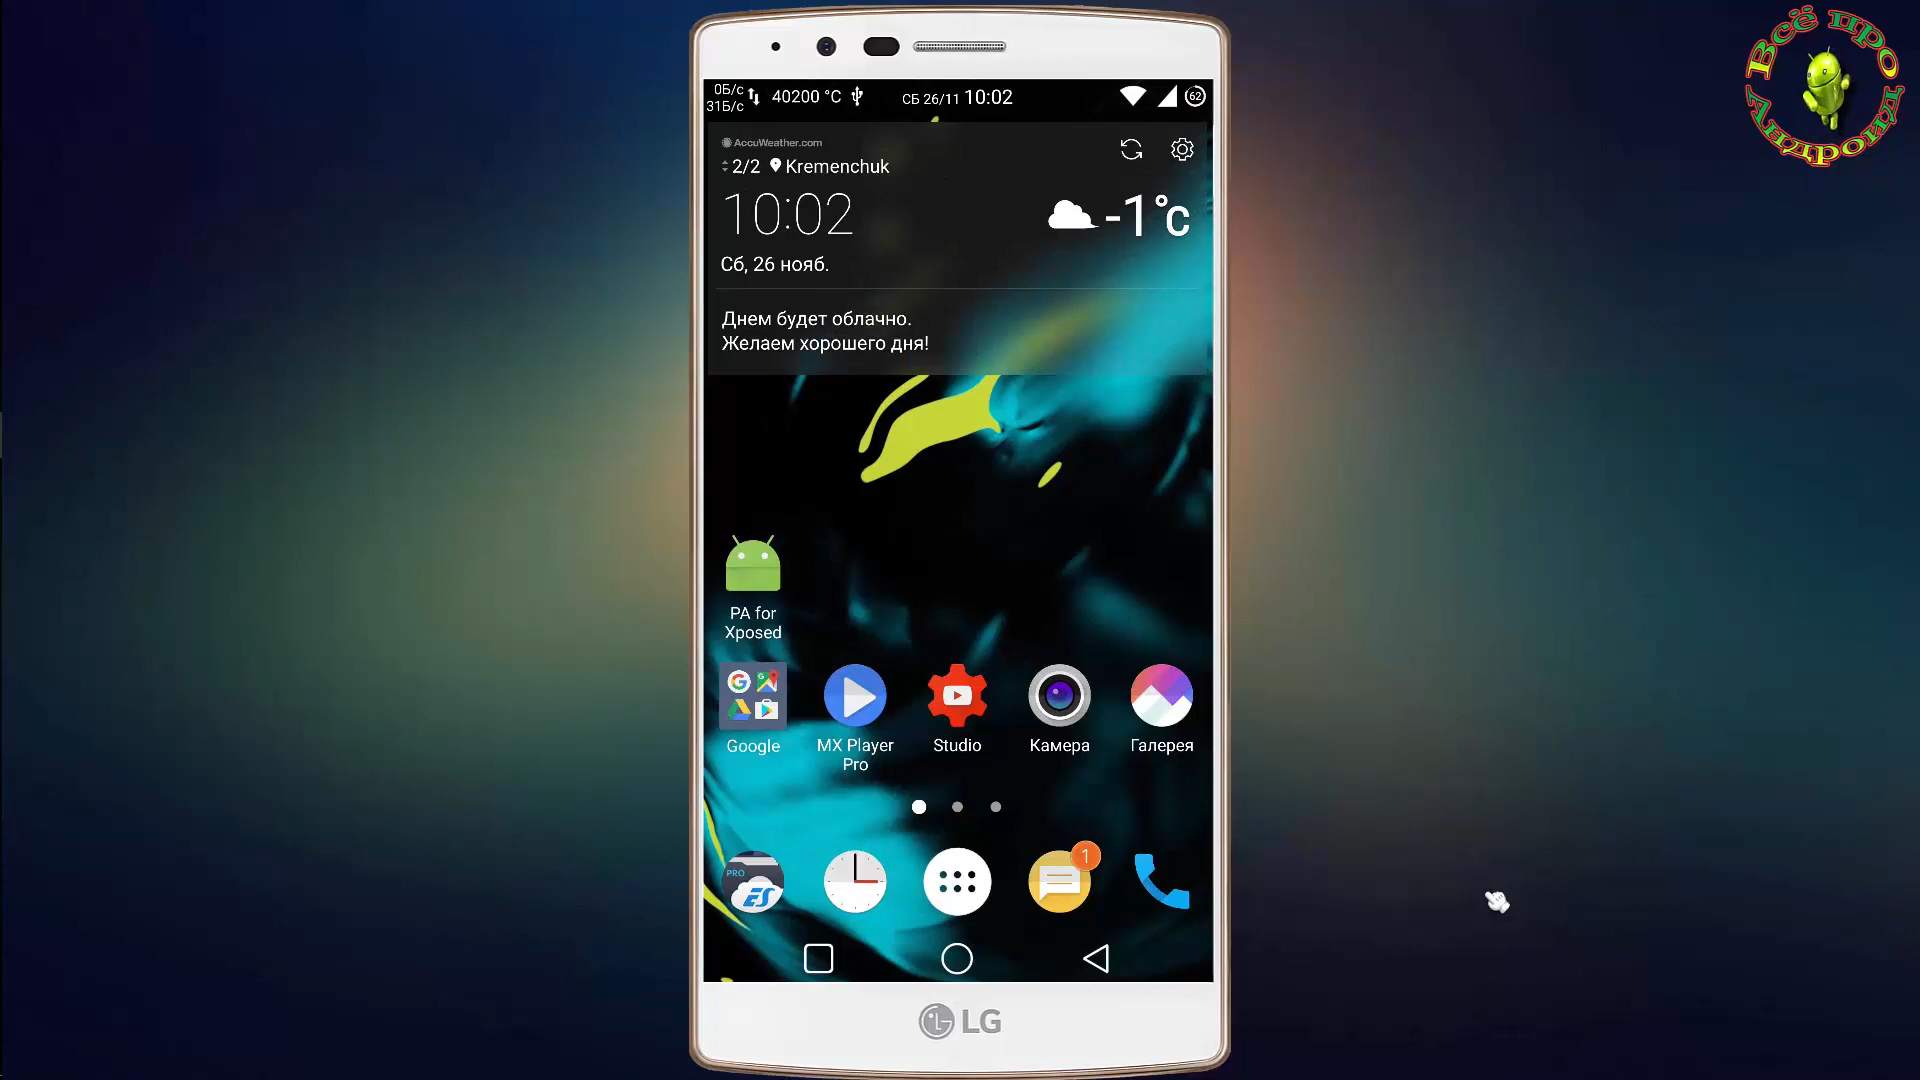 Всё про Андроид
0Б/с
31Б/с
40200 °C
СБ 26/11 10:02
62
AccuWeather.com
2/2 Kremenchuk
10:02
-1°c
Сб, 26 нояб.
Днем будет облачно.
Желаем хорошего дня!
PA for
Xposed
Google
MX Player
Pro
Studio
Камера
Галерея
PRO
ES
1
LG